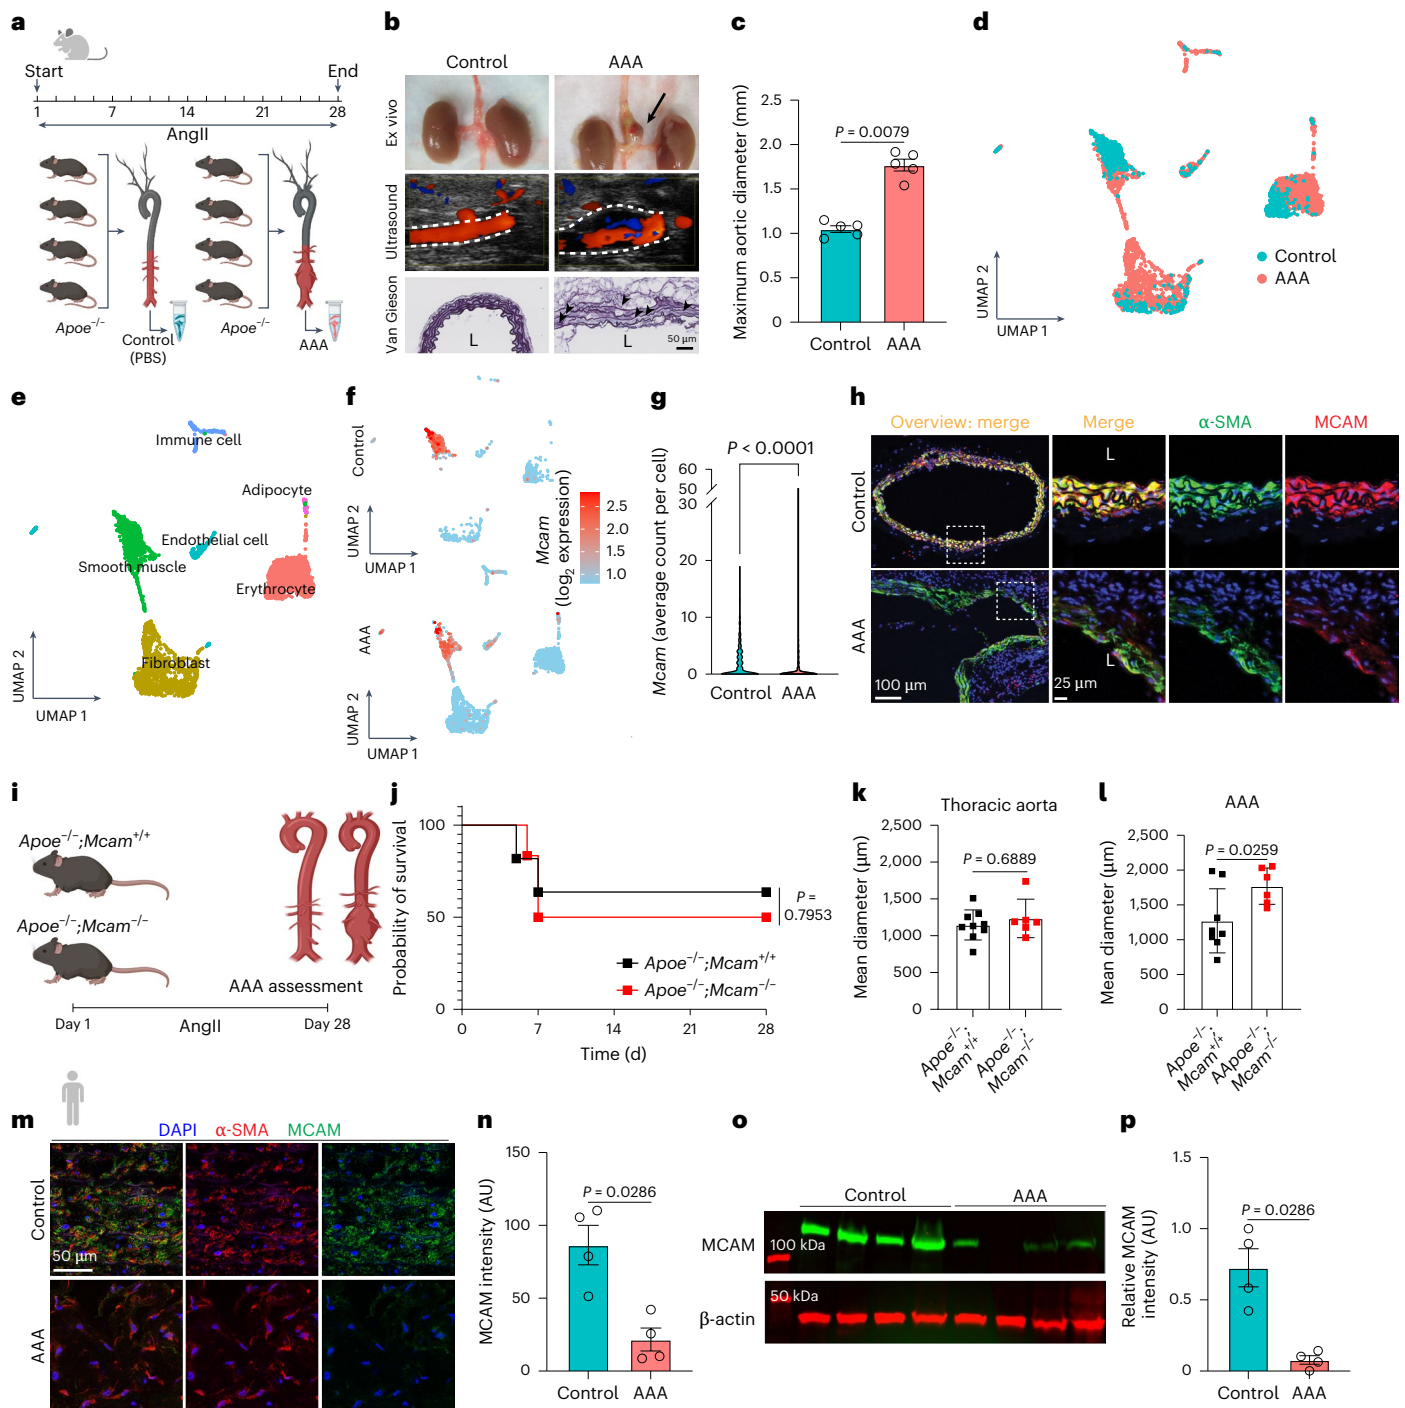 a
Start
End
1 7 14 21 28
AngII
Apoe−/−
Control
(PBS)
Apoe−/−
AAA
b
Control AAA
Ex vivo
Ultrasound
Van Gieson
L
L
50 µm
c
Maximum aortic diameter (mm)
2.5
2.0
1.5
1.0
0.5
0
P = 0.0079
Control AAA
d
Control
AAA
UMAP 2
UMAP 1
e
Immune cell
Adipocyte
Endothelial cell
Smooth muscle
Erythrocyte
Fibroblast
UMAP 2
UMAP 1
f
Control
UMAP 2
UMAP 1
AAA
UMAP 2
UMAP 1
Mcam
(log2 expression)
2.5
2.0
1.5
1.0
g
P < 0.0001
Mcam (average count per cell)
60
50
30
20
10
0
Control AAA
h
Overview: merge Merge α-SMA MCAM
Control
L
AAA
L
100 µm
25 µm
i
Apoe−/−;Mcam+/+
Apoe−/−;Mcam−/−
AAA assessment
Day 1 AngII Day 28
j
Probability of survival
100
50
0
0 7 14 21 28
Time (d)
P =
0.7953
Apoe−/−;Mcam+/+
Apoe−/−;Mcam−/−
k
Thoracic aorta
Mean diameter (µm)
2,500
2,000
1,500
1,000
500
0
P = 0.6889
Apoe−/−;
Mcam+/+
Apoe−/−;
Mcam−/−
l
AAA
Mean diameter (µm)
2,500
2,000
1,500
1,000
500
0
P = 0.0259
Apoe−/−;
Mcam+/+
AApoe−/−;
Mcam−/−
m
DAPI α-SMA MCAM
Control
50 µm
AAA
n
MCAM intensity (AU)
150
100
50
0
P = 0.0286
Control AAA
o
Control AAA
MCAM
100 kDa
50 kDa
β-actin
p
Relative MCAM
intensity (AU)
1.5
1.0
0.5
0
P = 0.0286
Control AAA